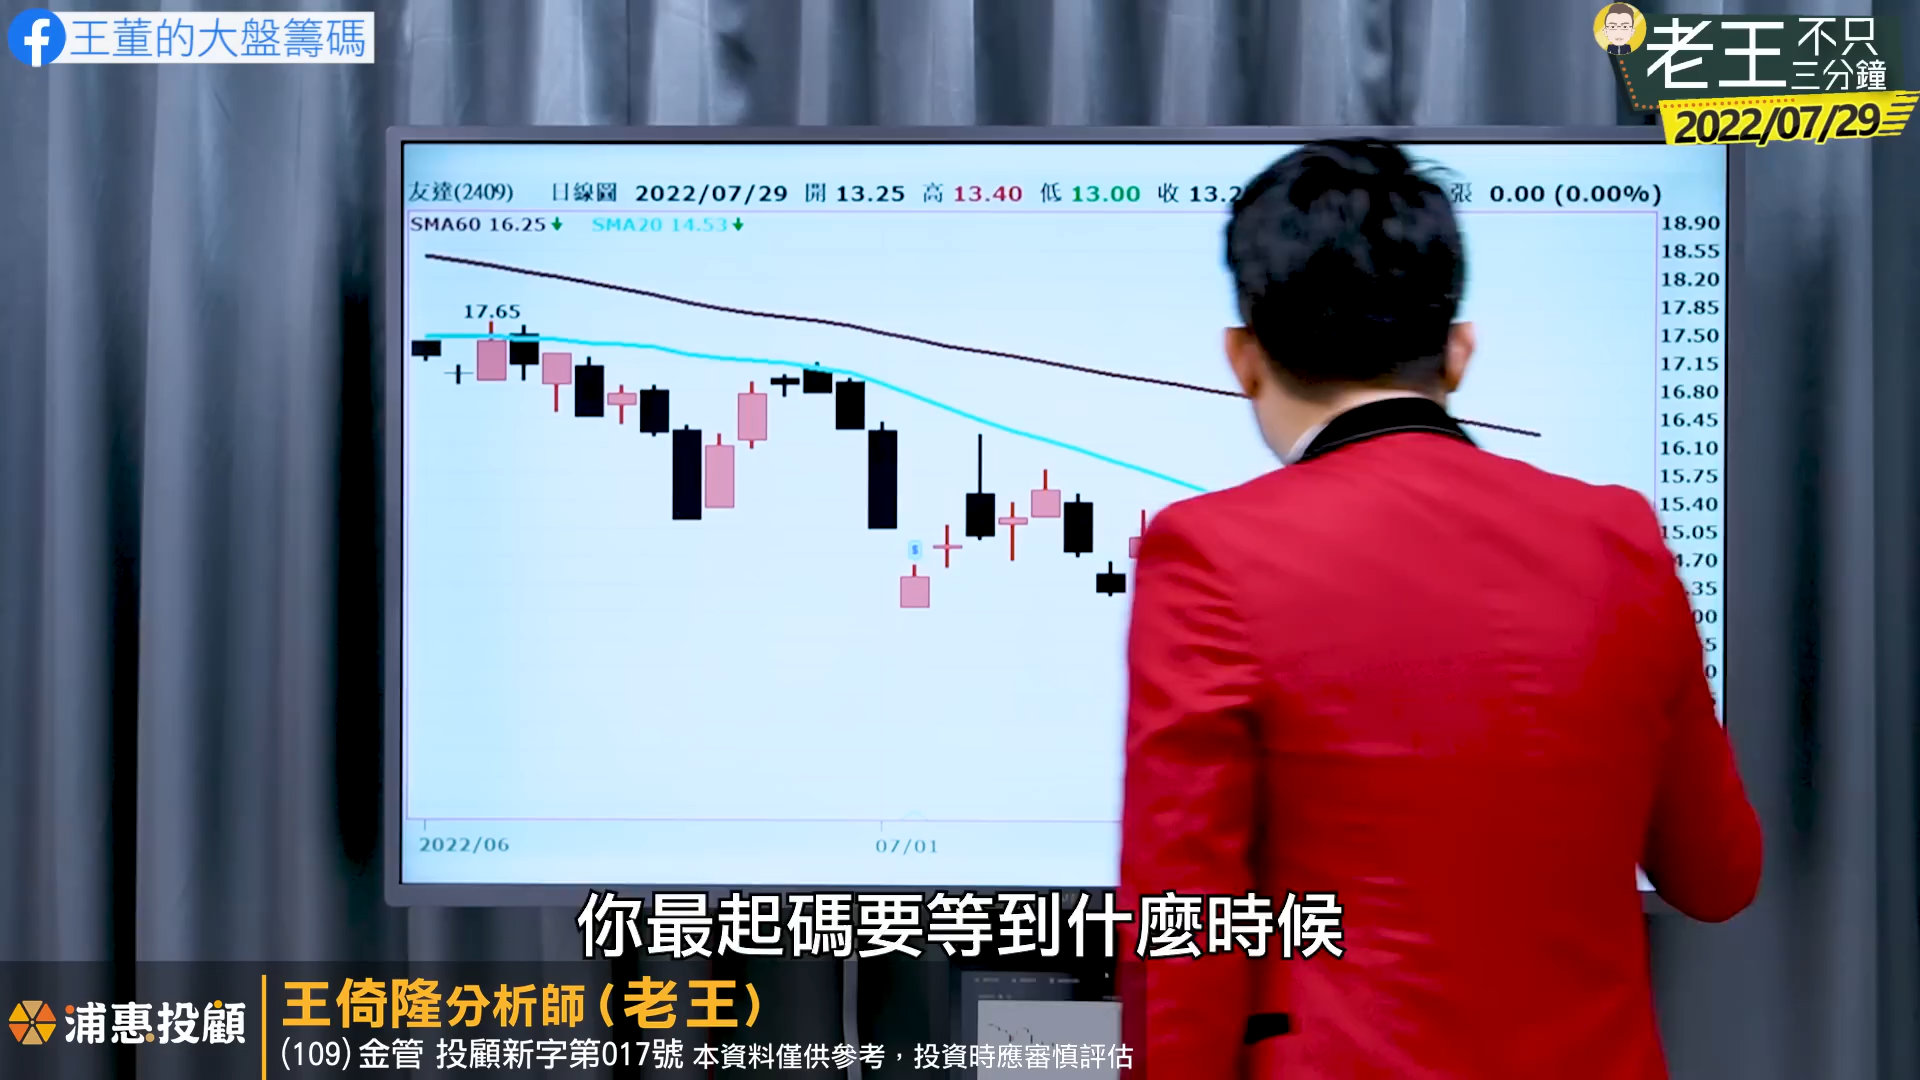 王董的大盤籌碼
老王 不只三分鐘
2022/07/29
友達(2409) 日線圖 2022/07/29 開 13.25 高 13.40 低 13.00 收 13.2 張 0.00 (0.00%)
SMA60 16.25 SMA20 14.53
17.65
18.90
18.55
18.20
17.85
17.50
17.15
16.80
16.45
16.10
15.75
15.40
15.05
2022/06
07/01
你最起碼要等到什麼時候
浦惠投顧
王倚隆分析師(老王)
(109)金管 投顧新字第017號 本資料僅供參考，投資時應審慎評估